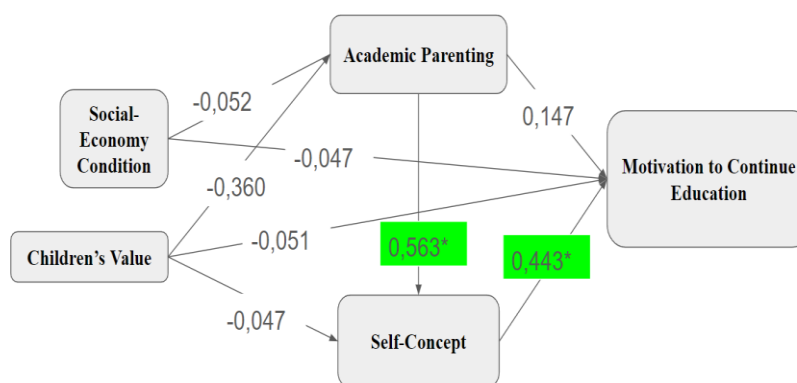 Academic Parenting
-0,052
Social-
Economy
Condition
0,147
-0,047
Motivation to Continue
Education
-0,360
-0,051
0,563*
0,443*
Children's Value
-0,047
Self-Concept